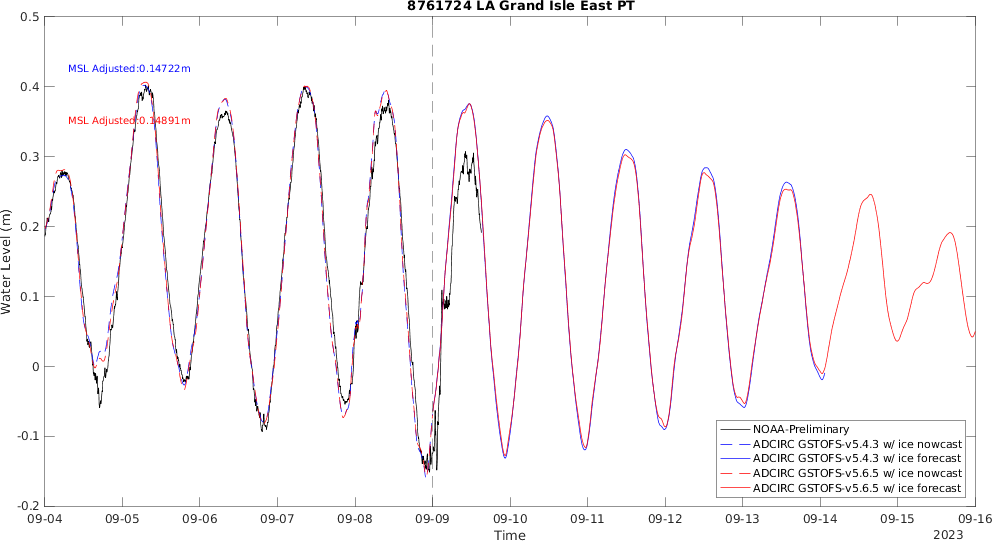 8761724 LA Grand Isle East PT
0.5
MSL Adjusted:0.14722m
0.4
MSL Adjusted:0.14891m
0.3
0.2
0.1
0
-0.1
-0.2
Water Level (m)
NOAA-Preliminary
ADCIRC GSTOFS-v5.4.3 w/ ice nowcast
ADCIRC GSTOFS-v5.4.3 w/ ice forecast
ADCIRC GSTOFS-v5.6.5 w/ ice nowcast
ADCIRC GSTOFS-v5.6.5 w/ ice forecast
09-04 09-05 09-06 09-07 09-08 09-09 09-10 09-11 09-12 09-13 09-14 09-15 09-16
Time
2023